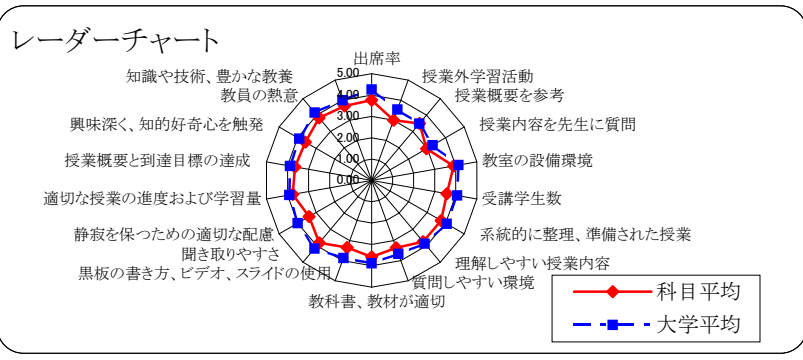 レーダーチャート
出席率
授業外学習活動
授業概要を参考
授業内容を先生に質問
教室の設備環境
受講学生数
系統的に整理、準備された授業
理解しやすい授業内容
質問しやすい環境
教科書、教材が適切
黒板の書き方、ビデオ、スライドの使用
聞き取りやすさ
静寂を保つための適切な配慮
適切な授業の進度および学習量
授業概要と到達目標の達成
興味深く、知的好奇心を触発
教員の熱意
知識や技術、豊かな教養
5.00
4.00
3.00
2.00
1.00
0.00
科目平均
大学平均